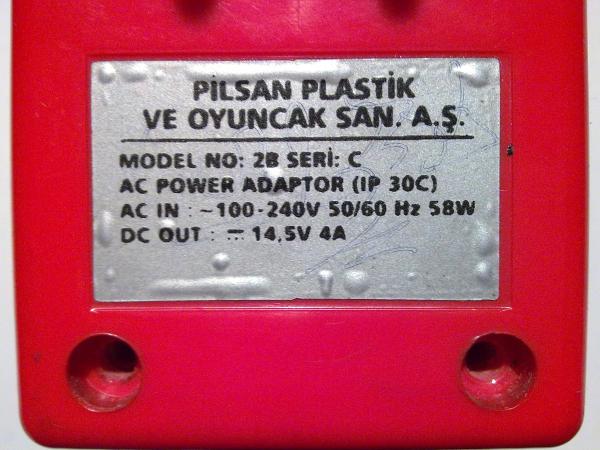 PİLSAN PLASTİK
VE OYUNCAK SAN. A.Ş.
MODEL NO: 2B SERİ: C
AC POWER ADAPTOR (IP 30C)
AC IN : ~100-240V 50/60 Hz 58W
DC OUT : ⎓ 14,5V 4A